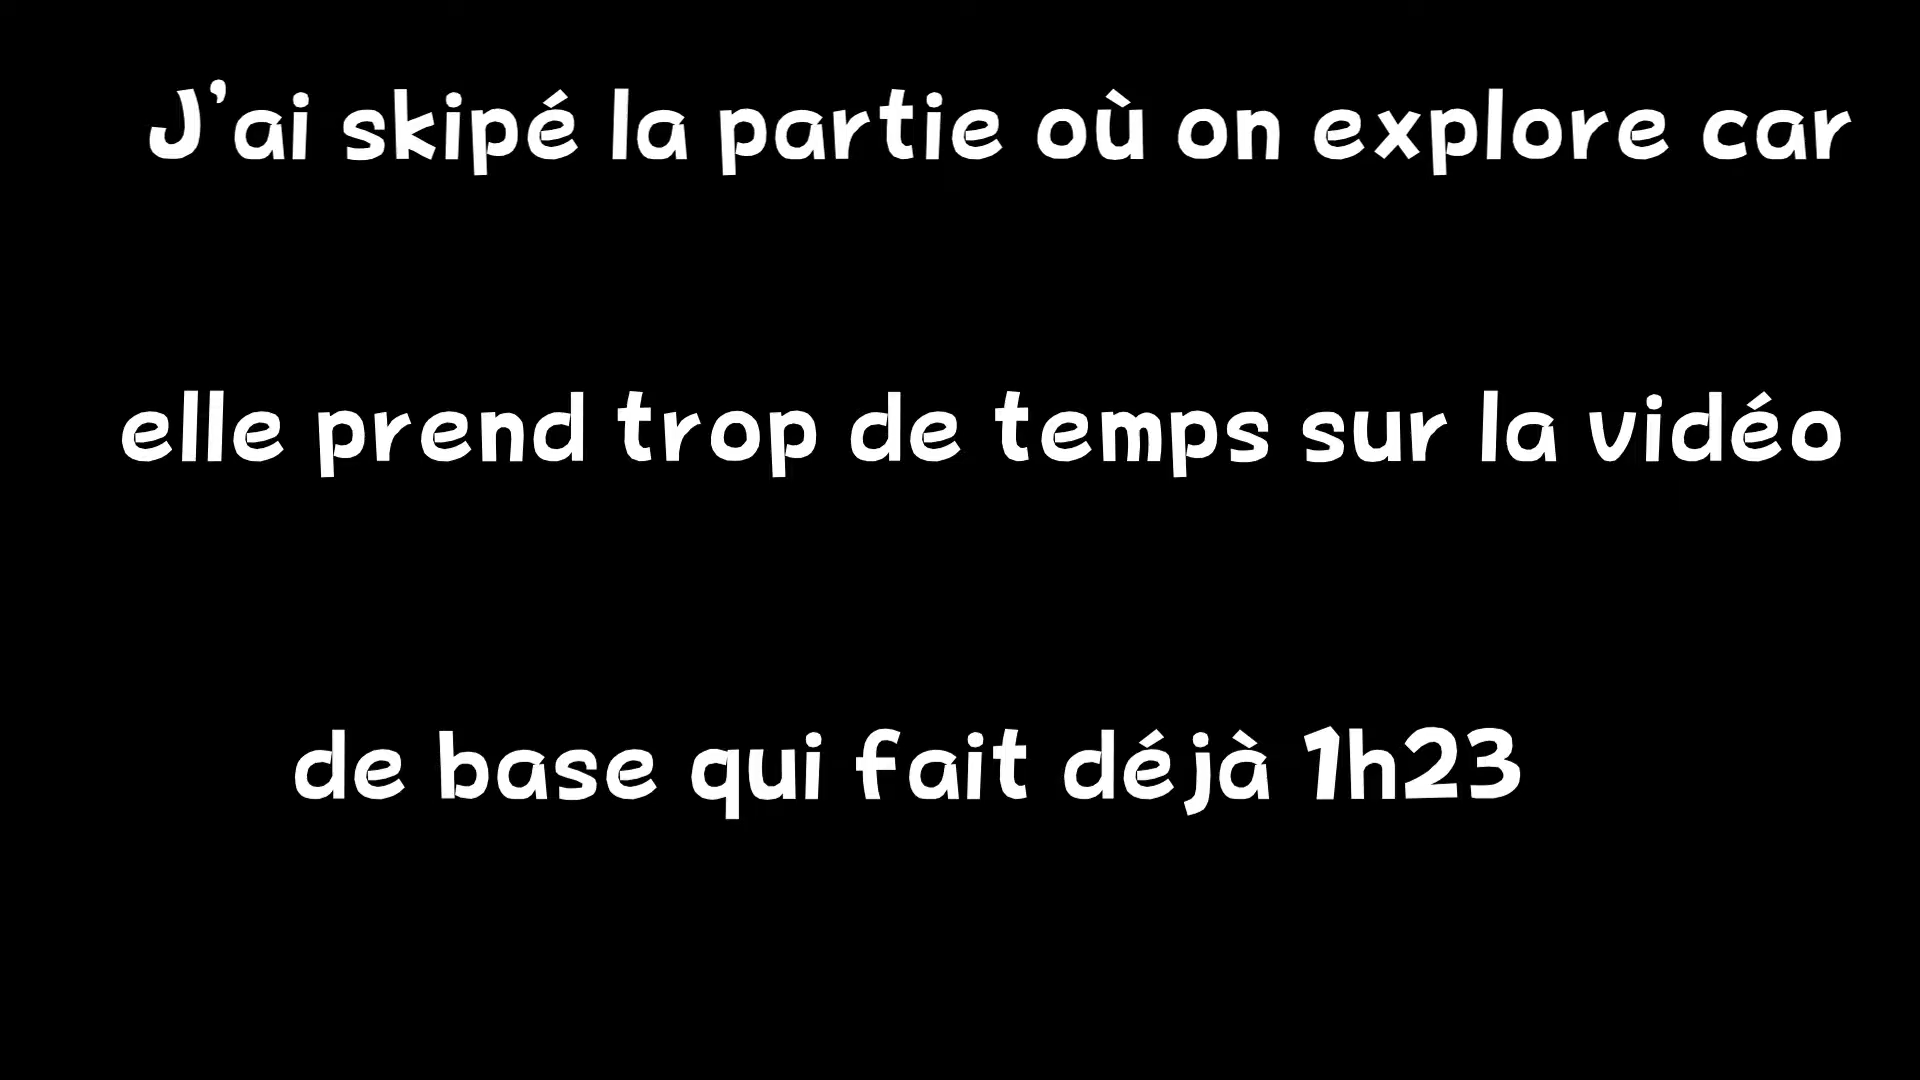 J'ai skipé la partie où on explore car
elle prend trop de temps sur la vidéo
de base qui fait déjà 1h23